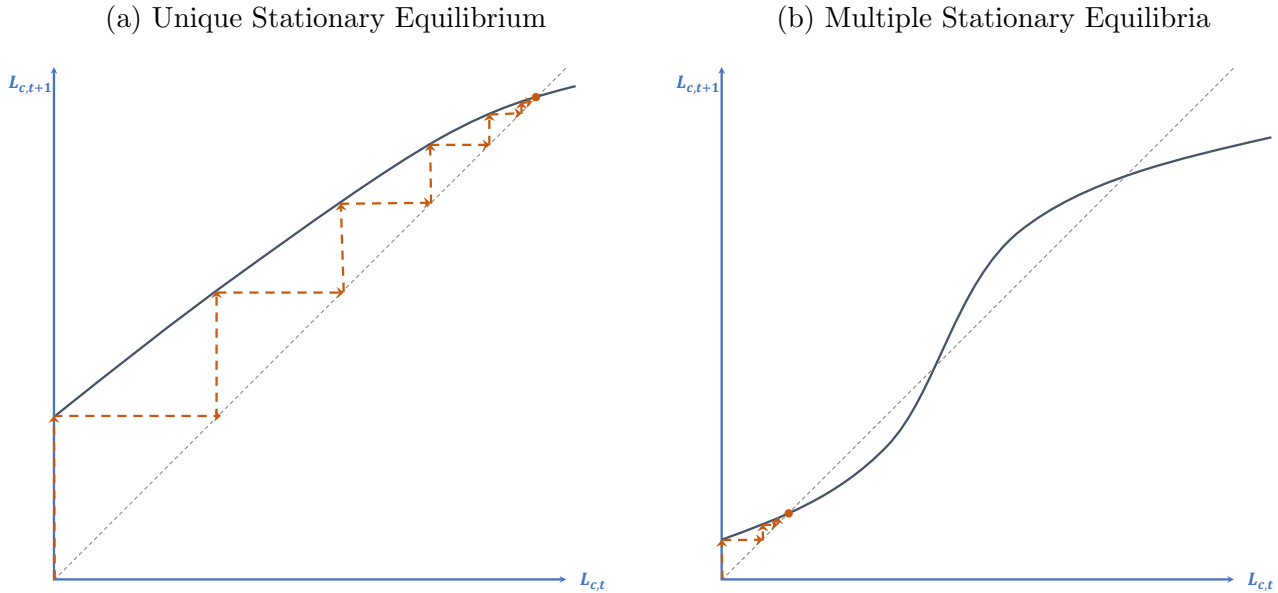 (a) Unique Stationary Equilibrium
L_{c,t+1}
L_{c,t}
(b) Multiple Stationary Equilibria
L_{c,t+1}
L_{c,t}